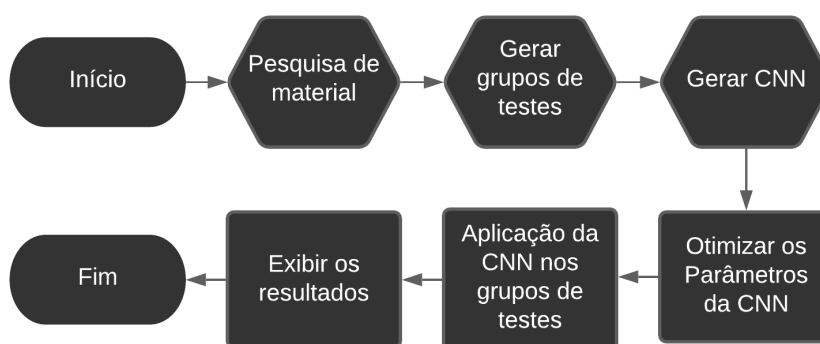 Início
Pesquisa de
material
Gerar
grupos de
testes
Gerar CNN
Otimizar os
Parâmetros
da CNN
Aplicação da
CNN nos
grupos de
testes
Exibir os
resultados
Fim